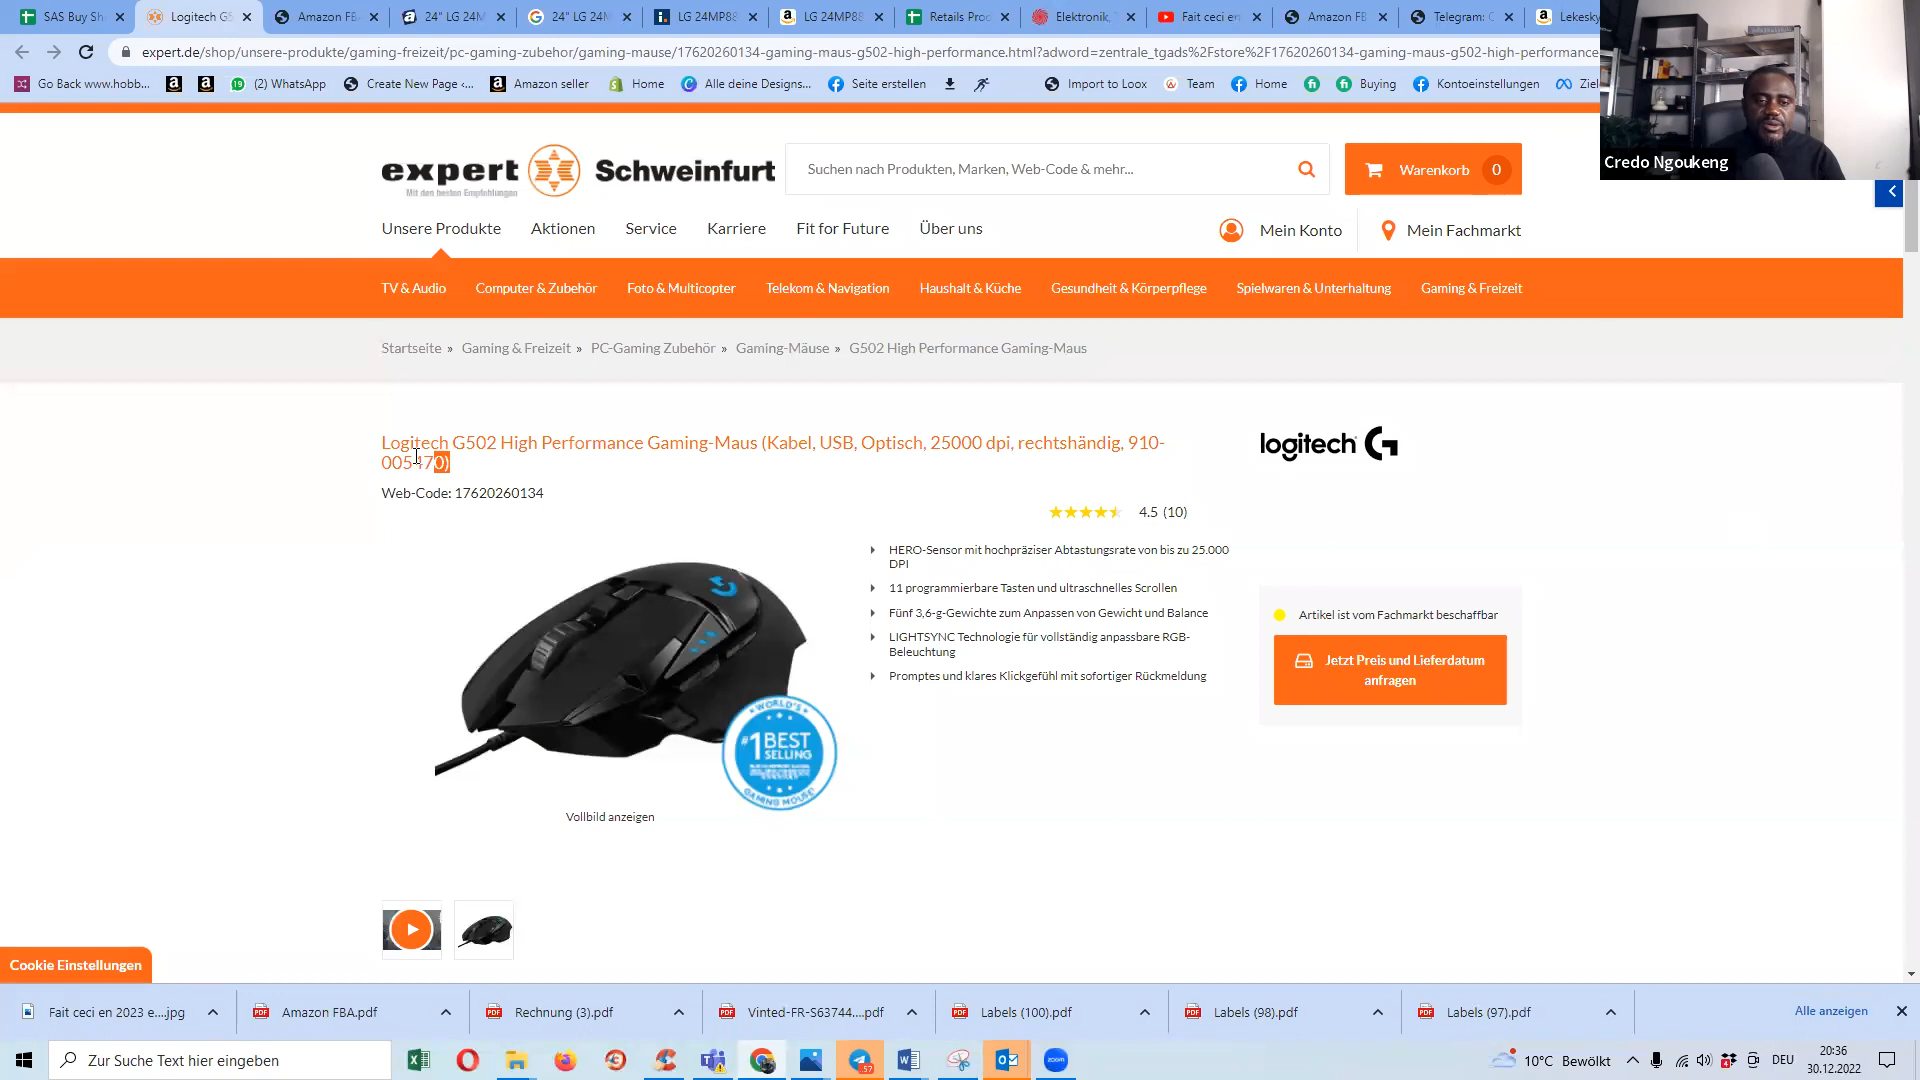 SAS Buy Sh
Logitech G5
Amazon FB
24" LG 24M
24" LG 24M
LG 24MP88
LG 24MP88
Retails Proc
Elektronik,
Fait ceci en
Amazon FB
Telegram: C
Lekesky
expert.de/shop/unsere-produkte/gaming-freizeit/pc-gaming-zubehor/gaming-mause/17620260134-gaming-maus-g502-high-performance.html?adword=zentrale_tgads%2Fstore%2F17620260134-gaming-maus-g502-high-performance
Go Back www.hobb...
(2) WhatsApp
Create New Page ‹...
Amazon seller
Home
Alle deine Designs...
Seite erstellen
Import to Loox
Team
Home
Buying
Kontoeinstellungen
Ziel
Credo Ngoukeng
expert Schweinfurt
Mit den besten Empfehlungen
Suchen nach Produkten, Marken, Web-Code & mehr...
Warenkorb 0
Unsere Produkte
Aktionen
Service
Karriere
Fit for Future
Über uns
Mein Konto
Mein Fachmarkt
TV & Audio
Computer & Zubehör
Foto & Multicopter
Telekom & Navigation
Haushalt & Küche
Gesundheit & Körperpflege
Spielwaren & Unterhaltung
Gaming & Freizeit
Startseite » Gaming & Freizeit » PC-Gaming Zubehör » Gaming-Mäuse » G502 High Performance Gaming-Maus
Logitech G502 High Performance Gaming-Maus (Kabel, USB, Optisch, 25000 dpi, rechtshändig, 910-
005470)
logitech G
Web-Code: 17620260134
4.5 (10)
HERO-Sensor mit hochpräziser Abtastungsrate von bis zu 25.000
DPI
11 programmierbare Tasten und ultraschnelles Scrollen
Fünf 3,6-g-Gewichte zum Anpassen von Gewicht und Balance
LIGHTSYNC Technologie für vollständig anpassbare RGB-
Beleuchtung
Promptes und klares Klickgefühl mit sofortiger Rückmeldung
Artikel ist vom Fachmarkt beschaffbar
Jetzt Preis und Lieferdatum
anfragen
WORLD'S
#1 BEST
SELLING
GAMING MOUSE
Vollbild anzeigen
Cookie Einstellungen
Fait ceci en 2023 e....jpg
Amazon FBA.pdf
Rechnung (3).pdf
Vinted-FR-S63744....pdf
Labels (100).pdf
Labels (98).pdf
Labels (97).pdf
Alle anzeigen
Zur Suche Text hier eingeben
10°C Bewölkt
DEU
20:36
30.12.2022